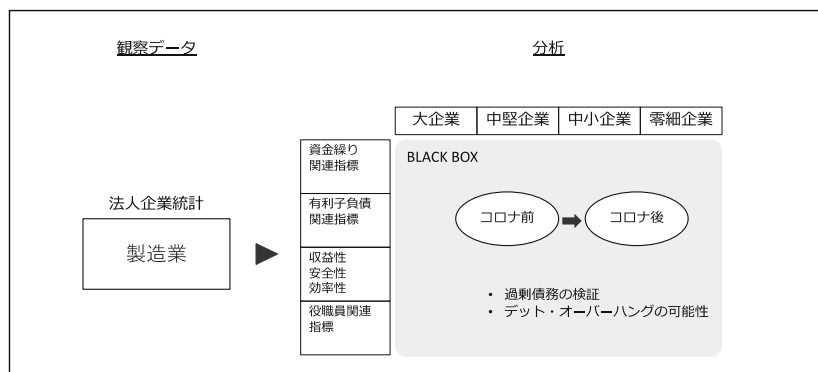 観察データ
分析
大企業
中堅企業
中小企業
零細企業
資金繰り
関連指標
有利子負債
関連指標
収益性
安全性
効率性
役職員関連
指標
法人企業統計
製造業
BLACK BOX
コロナ前
コロナ後
• 過剰債務の検証
• デット・オーバーハングの可能性